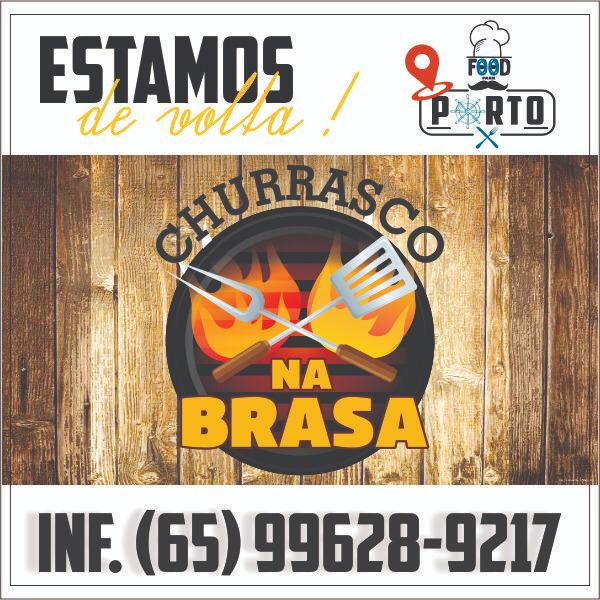 ESTAMOS
de volta!
FOOD
PARK
PORTO
CHURRASCO
NA
BRASA
INF. (65) 99628-9217